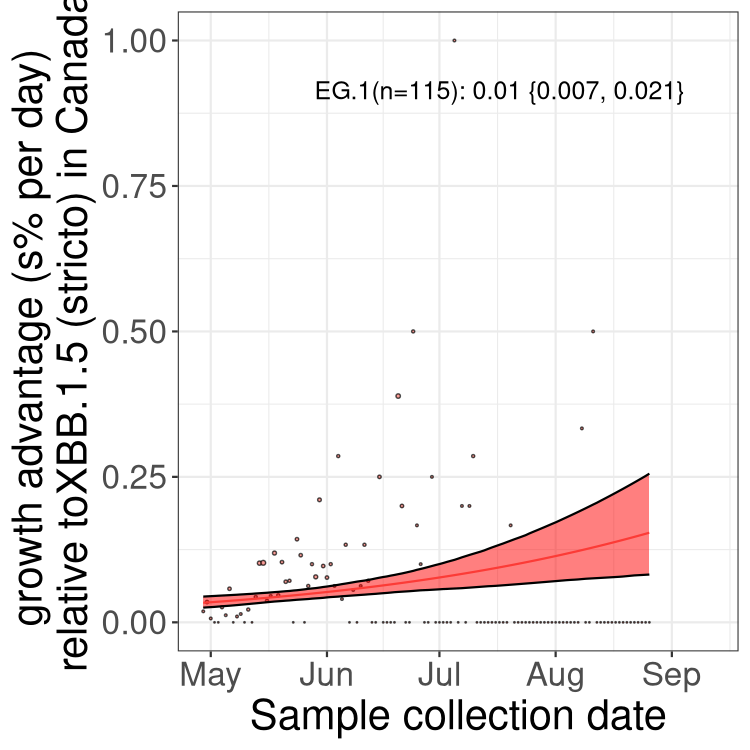 growth advantage (s% per day)
relative toXBB.1.5 (stricto) in Canada
1.00
0.75
0.50
0.25
0.00
EG.1(n=115): 0.01 {0.007, 0.021}
May Jun Jul Aug Sep
Sample collection date